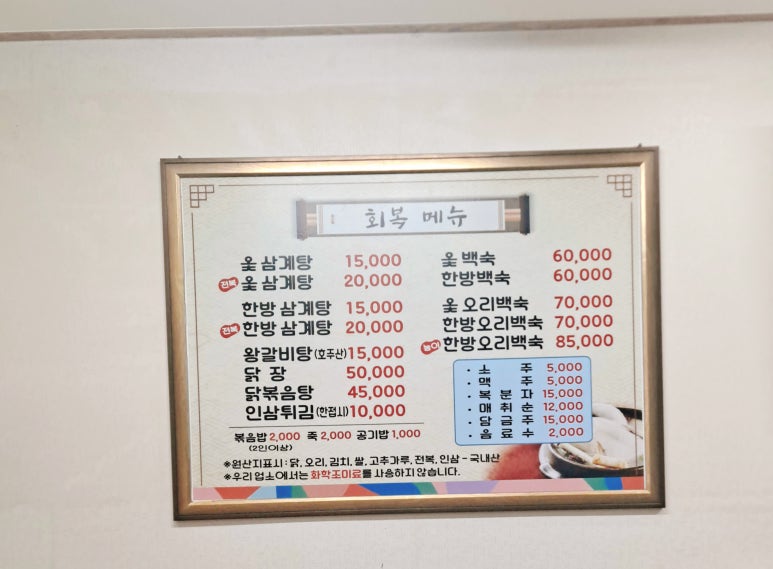 회복 메뉴
옻 삼계탕 15,000
전복 옻 삼계탕 20,000
한방 삼계탕 15,000
전복 한방 삼계탕 20,000
왕갈비탕(호주산) 15,000
닭 장 50,000
닭볶음탕 45,000
인삼튀김(한접시) 10,000
볶음밥 2,000 죽 2,000 공기밥 1,000
(2인이상)
옻 백숙 60,000
한방백숙 60,000
옻 오리백숙 70,000
한방오리백숙 70,000
능이 한방오리백숙 85,000
· 소 주 5,000
· 맥 주 5,000
· 복 분 자 15,000
· 매 취 순 12,000
· 담 금 주 15,000
· 음 료 수 2,000
※원산지표시 : 닭, 오리, 김치, 쌀, 고추가루, 전복, 인삼 - 국내산
※우리 업소에서는 화학조미료를 사용하지 않습니다.